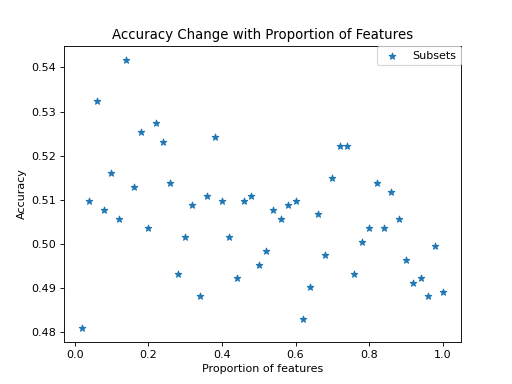 Accuracy Change with Proportion of Features
Subsets
Accuracy
0.54
0.53
0.52
0.51
0.50
0.49
0.48
0.0 0.2 0.4 0.6 0.8 1.0
Proportion of features